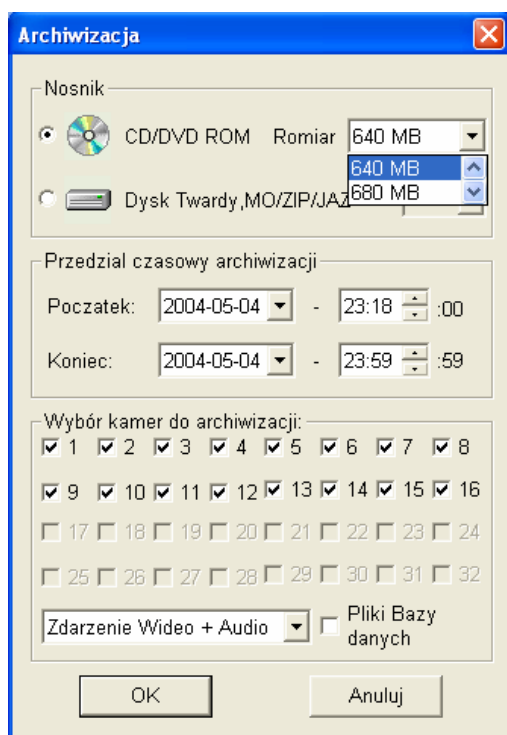 Archiwizacja
Nosnik
CD/DVD ROM Romiar 640 MB
640 MB
680 MB
Dysk Twardy,MO/ZIP/JAZ
Przedzial czasowy archiwizacji
Poczatek: 2004-05-04 - 23:18 :00
Koniec: 2004-05-04 - 23:59 :59
Wybór kamer do archiwizacji:
1 2 3 4 5 6 7 8
9 10 11 12 13 14 15 16
17 18 19 20 21 22 23 24
25 26 27 28 29 30 31 32
Zdarzenie Wideo + Audio
Pliki Bazy
danych
OK Anuluj